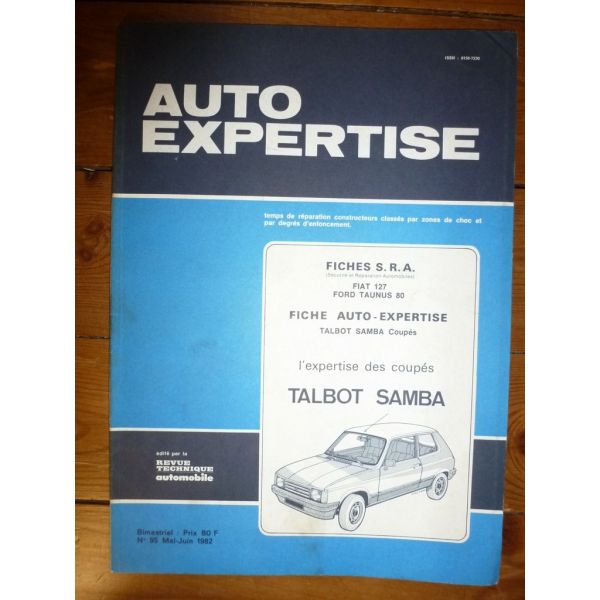 ISSN : 0150-7230
AUTO
EXPERTISE
temps de réparation constructeurs classés par zones de choc et
par degrés d'enfoncement.
FICHES S.R.A.
(Sécurité et Réparation Automobiles)
FIAT 127
FORD TAUNUS 80
FICHE AUTO-EXPERTISE
TALBOT SAMBA Coupés
l'expertise des coupés
TALBOT SAMBA
édité par la
REVUE
TECHNIQUE
automobile
Bimestriel : Prix 80 F
N° 95 Mai-Juin 1982